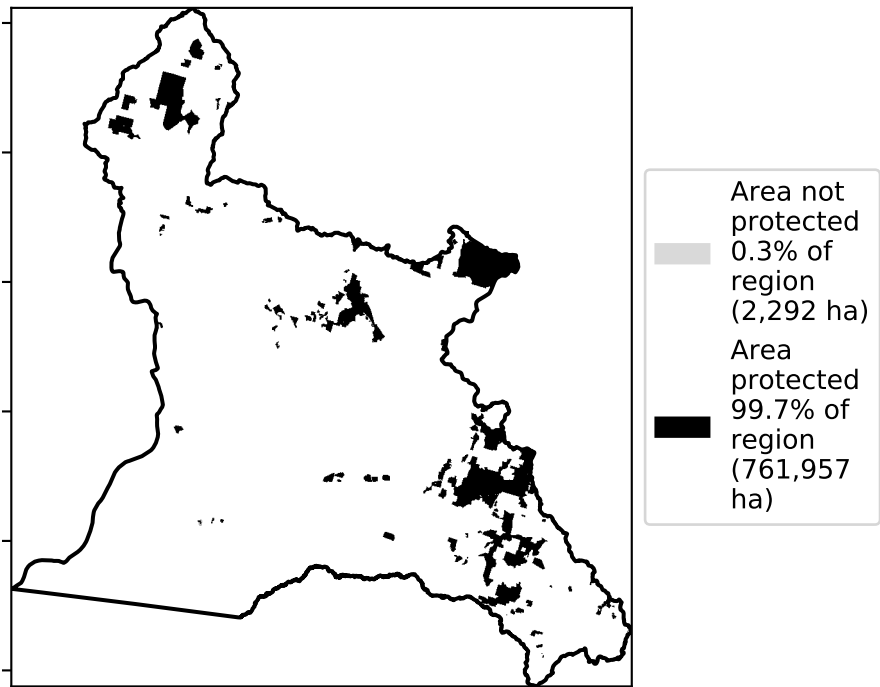 Area not
protected
0.3% of
region
(2,292 ha)
Area
protected
99.7% of
region
(761,957
ha)